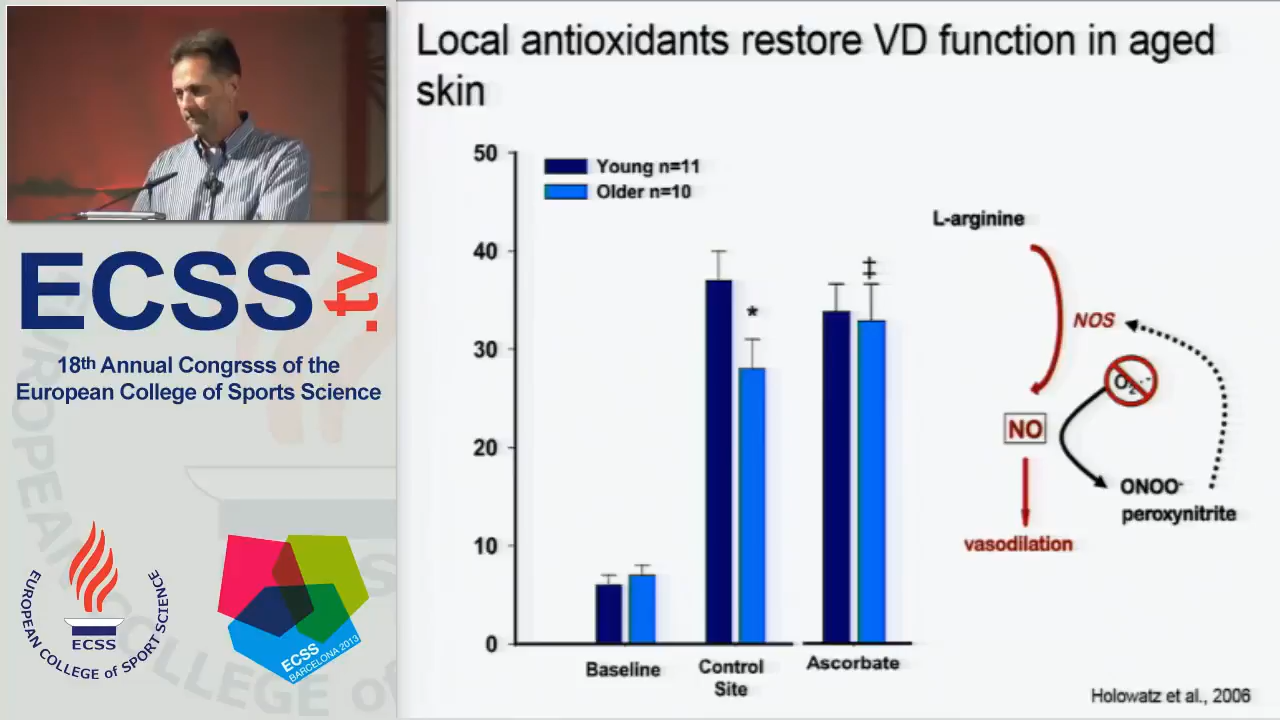 Local antioxidants restore VD function in aged
skin
50
40
30
20
10
0
Young n=11
Older n=10
*
‡
Baseline
Control
Site
Ascorbate
L-arginine
NOS
O₂·⁻
NO
ONOO⁻
peroxynitrite
vasodilation
Holowatz et al., 2006
ECSS.tv
18th Annual Congrsss of the
European College of Sports Science
EUROPEAN COLLEGE of SPORT SCIENCE
ECSS
ECSS
BARCELONA 2013